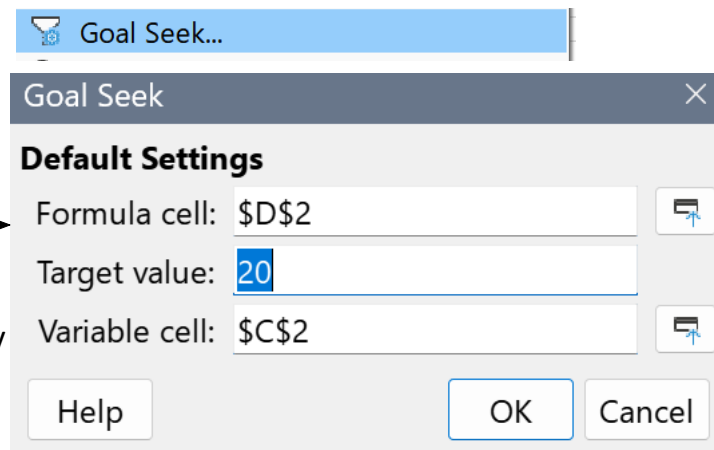 Goal Seek...
Goal Seek
Default Settings
Formula cell: $D$2
Target value: 20
Variable cell: $C$2
Help OK Cancel